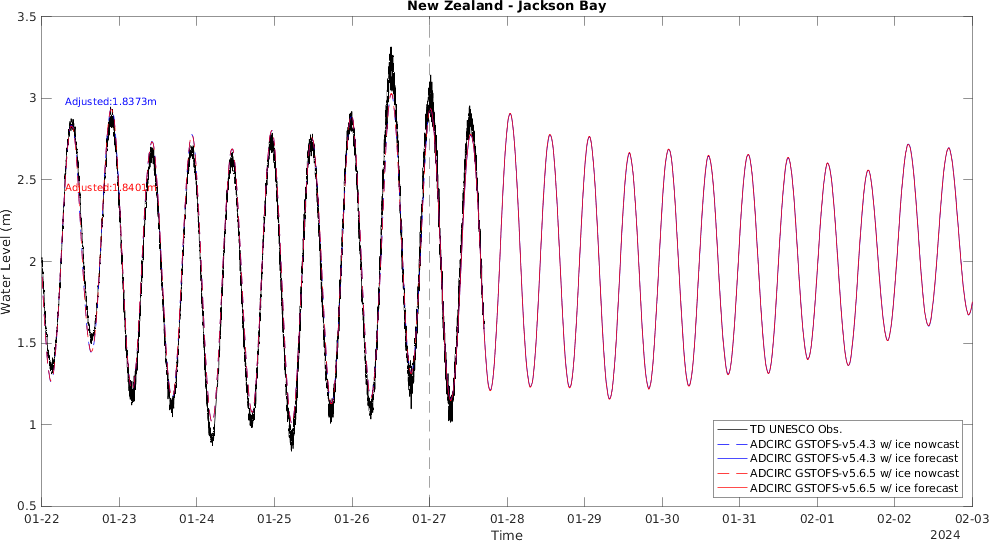 New Zealand - Jackson Bay
3.5
3
2.5
2
1.5
1
0.5
Water Level (m)
Adjusted:1.8373m
Adjusted:1.8401m
TD UNESCO Obs.
ADCIRC GSTOFS-v5.4.3 w/ ice nowcast
ADCIRC GSTOFS-v5.4.3 w/ ice forecast
ADCIRC GSTOFS-v5.6.5 w/ ice nowcast
ADCIRC GSTOFS-v5.6.5 w/ ice forecast
01-22 01-23 01-24 01-25 01-26 01-27 01-28 01-29 01-30 01-31 02-01 02-02 02-03
Time
2024